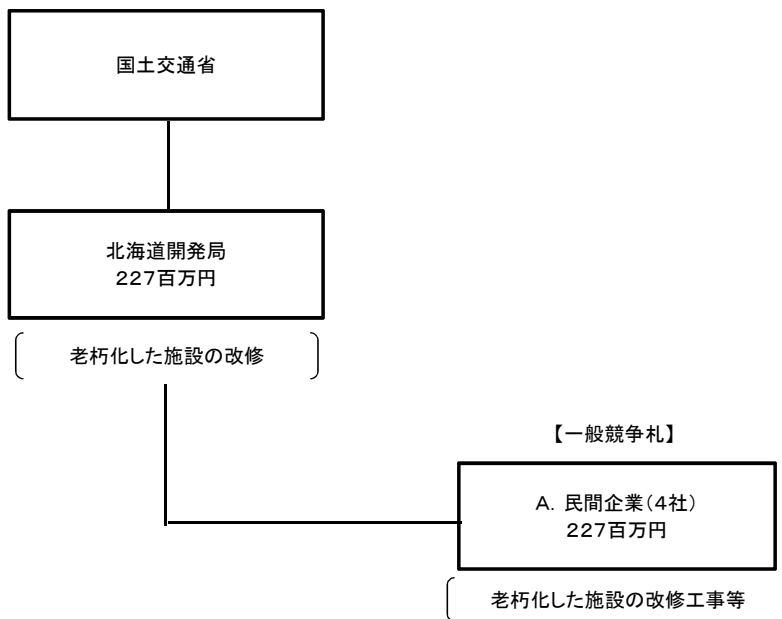 国土交通省
北海道開発局
227百万円
老朽化した施設の改修
【一般競争札】
A. 民間企業(4社)
227百万円
老朽化した施設の改修工事等